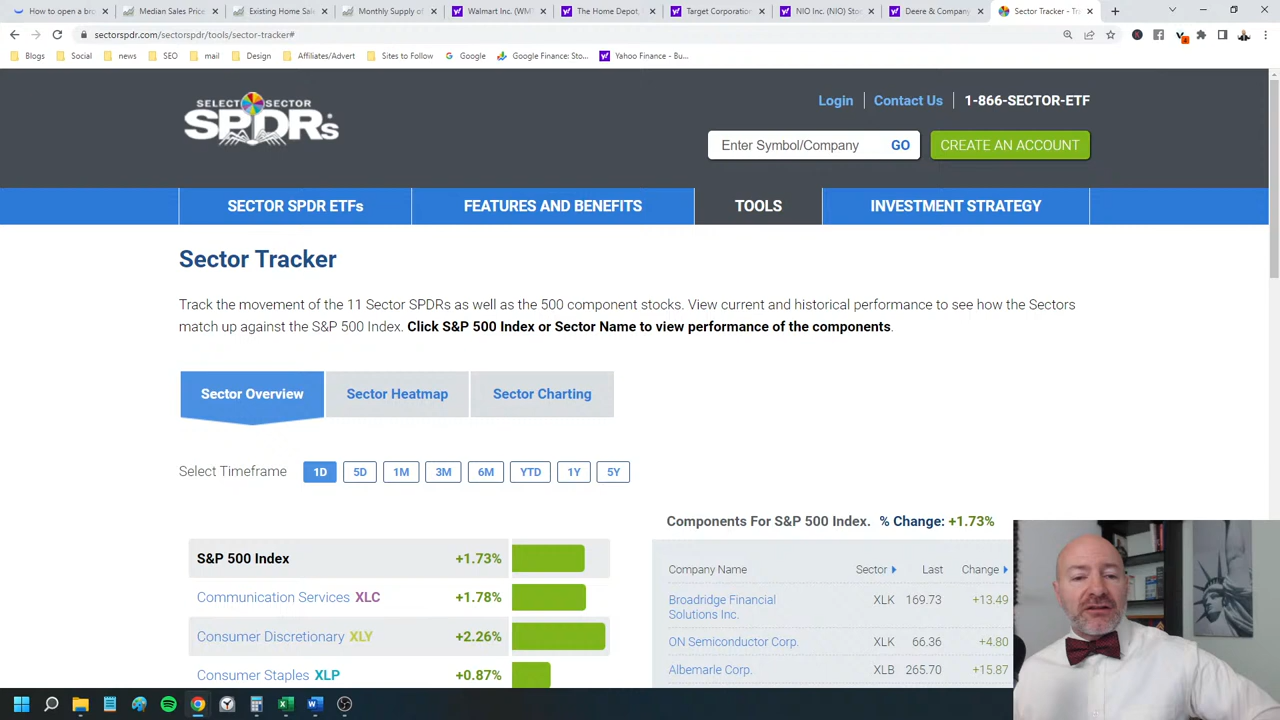 How to open a bro
Median Sales Price
Existing Home Sale
Monthly Supply of
Walmart Inc. (WM
The Home Depot,
Target Corporation
NIO Inc. (NIO) Stoc
Deere & Company
Sector Tracker - Tr
sectorspdr.com/sectorspdr/tools/sector-tracker#
Blogs
Social
news
SEO
mail
Design
Affiliates/Advert
Sites to Follow
Google
Google Finance: Sto...
Yahoo Finance - Bu...
SELECT SECTOR
SPDRs
Login
Contact Us
1-866-SECTOR-ETF
Enter Symbol/Company
GO
CREATE AN ACCOUNT
SECTOR SPDR ETFs
FEATURES AND BENEFITS
TOOLS
INVESTMENT STRATEGY
Sector Tracker
Track the movement of the 11 Sector SPDRs as well as the 500 component stocks. View current and historical performance to see how the Sectors
match up against the S&P 500 Index. Click S&P 500 Index or Sector Name to view performance of the components.
Sector Overview
Sector Heatmap
Sector Charting
Select Timeframe
1D
5D
1M
3M
6M
YTD
1Y
5Y
Components For S&P 500 Index. % Change: +1.73%
S&P 500 Index +1.73%
Communication Services XLC +1.78%
Consumer Discretionary XLY +2.26%
Consumer Staples XLP +0.87%
Company Name Sector Last Change
Broadridge Financial
Solutions Inc. XLK 169.73 +13.49
ON Semiconductor Corp. XLK 66.36 +4.80
Albemarle Corp. XLB 265.70 +15.87